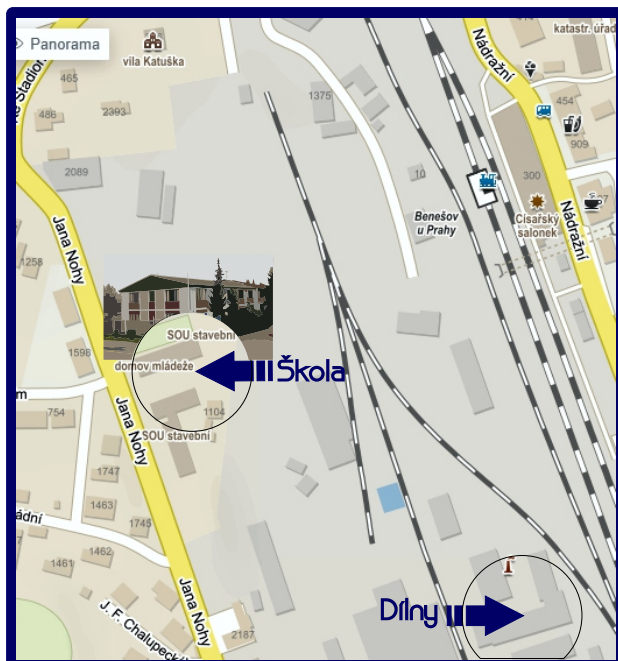 Panorama
vila Katuška
katastr. úřad
Nádražní
465
486
2393
1375
454
909
2089
10
300
Benešov
u Prahy
Císařský
salonek
Nádražní
Jana Nohy
1258
SOU stavební
domov mládeže
Škola
1598
754
1104
Jana Nohy
SOU stavební
1747
1463
1745
1461
1462
Dílny
Jana Nohy
J. F. Chalupeckého
2187